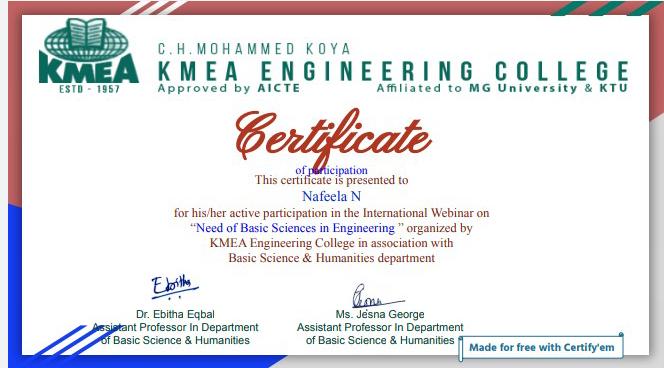 KMEA
ESTD - 1957
C.H.MOHAMMED KOYA
KMEA ENGINEERING COLLEGE
Approved by AICTE Affiliated to MG University & KTU
Certificate
of participation
This certificate is presented to
Nafeela N
for his/her active participation in the International Webinar on
“Need of Basic Sciences in Engineering ” organized by
KMEA Engineering College in association with
Basic Science & Humanities department
Ebitha
Dr. Ebitha Eqbal
Assistant Professor In Department
of Basic Science & Humanities
Ms. Jesna George
Assistant Professor In Department
of Basic Science & Humanities
Made for free with Certify'em